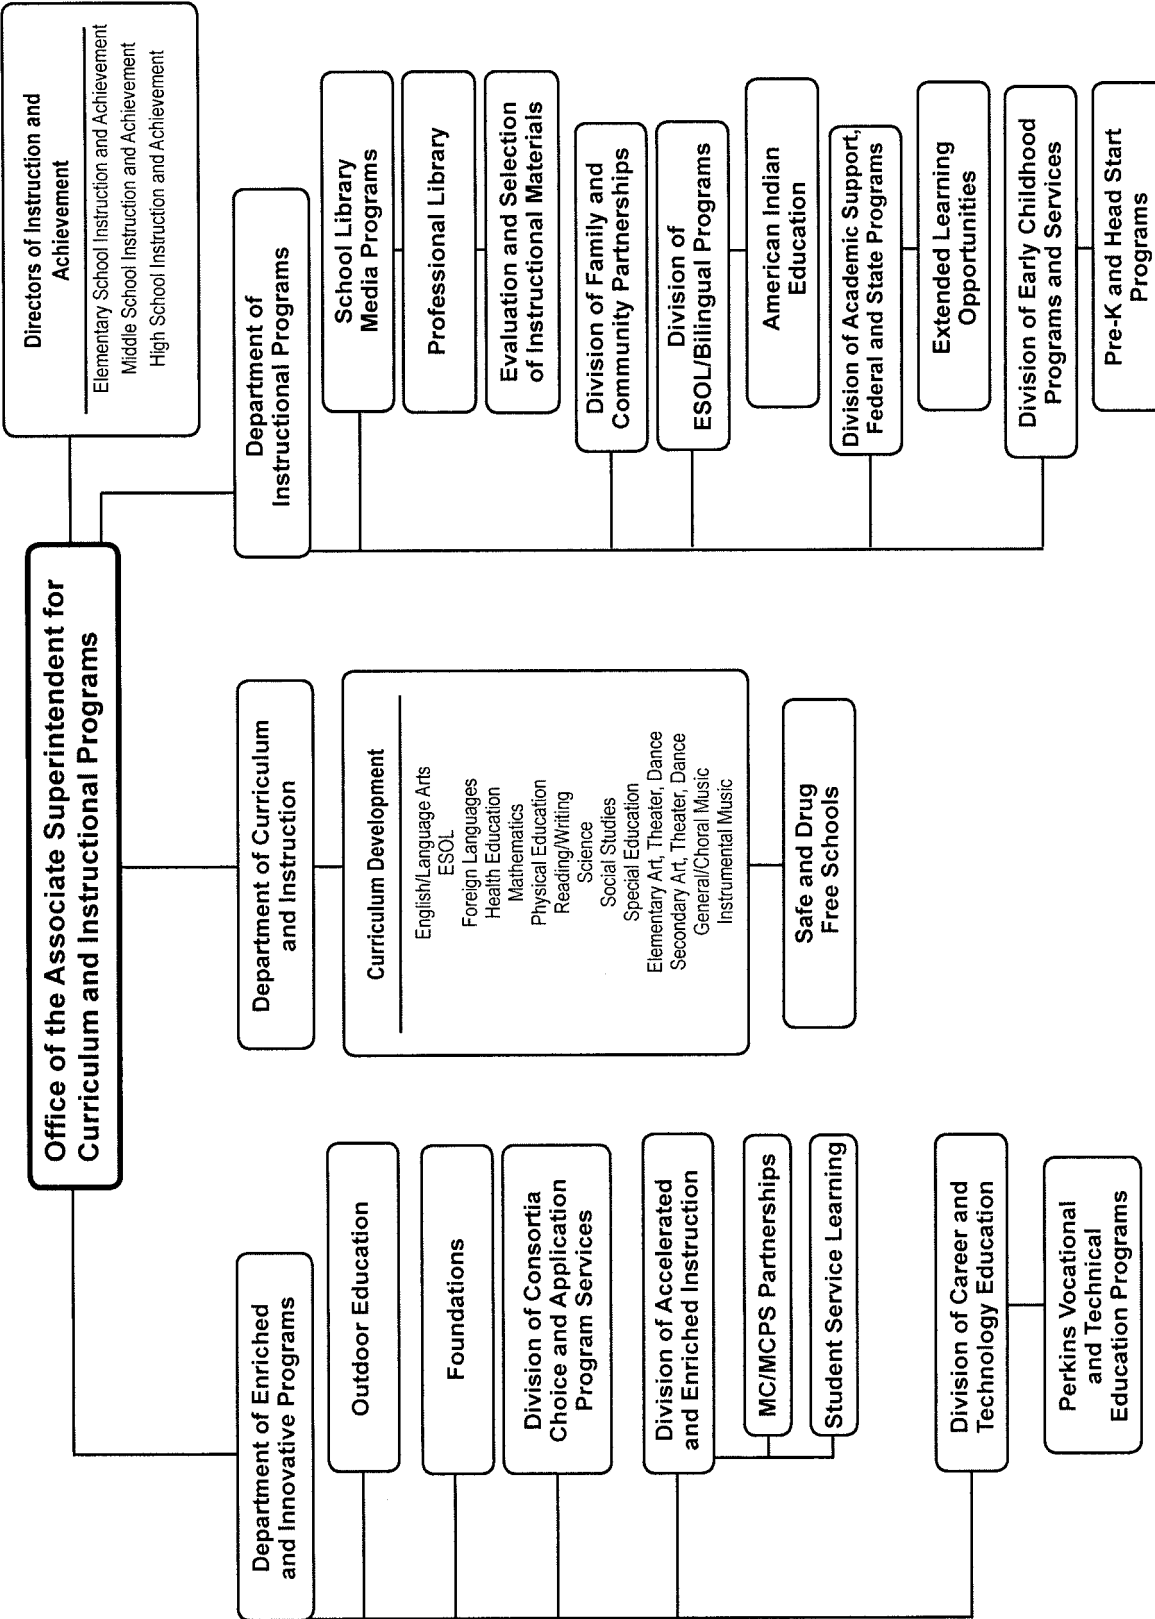 Office of the Associate Superintendent for
Curriculum and Instructional Programs
Directors of Instruction and
Achievement
Elementary School Instruction and Achievement
Middle School Instruction and Achievement
High School Instruction and Achievement
Department of Enriched
and Innovative Programs
Outdoor Education
Foundations
Division of Consortia
Choice and Application
Program Services
Division of Accelerated
and Enriched Instruction
MC/MCPS Partnerships
Student Service Learning
Division of Career and
Technology Education
Perkins Vocational
and Technical
Education Programs
Department of Curriculum
and Instruction
Curriculum Development
English/Language Arts
ESOL
Foreign Languages
Health Education
Mathematics
Physical Education
Reading/Writing
Science
Social Studies
Special Education
Elementary Art, Theater, Dance
Secondary Art, Theater, Dance
General/Choral Music
Instrumental Music
Safe and Drug
Free Schools
Department of
Instructional Programs
School Library
Media Programs
Professional Library
Evaluation and Selection
of Instructional Materials
Division of Family and
Community Partnerships
Division of
ESOL/Bilingual Programs
American Indian
Education
Division of Academic Support,
Federal and State Programs
Extended Learning
Opportunities
Division of Early Childhood
Programs and Services
Pre-K and Head Start
Programs